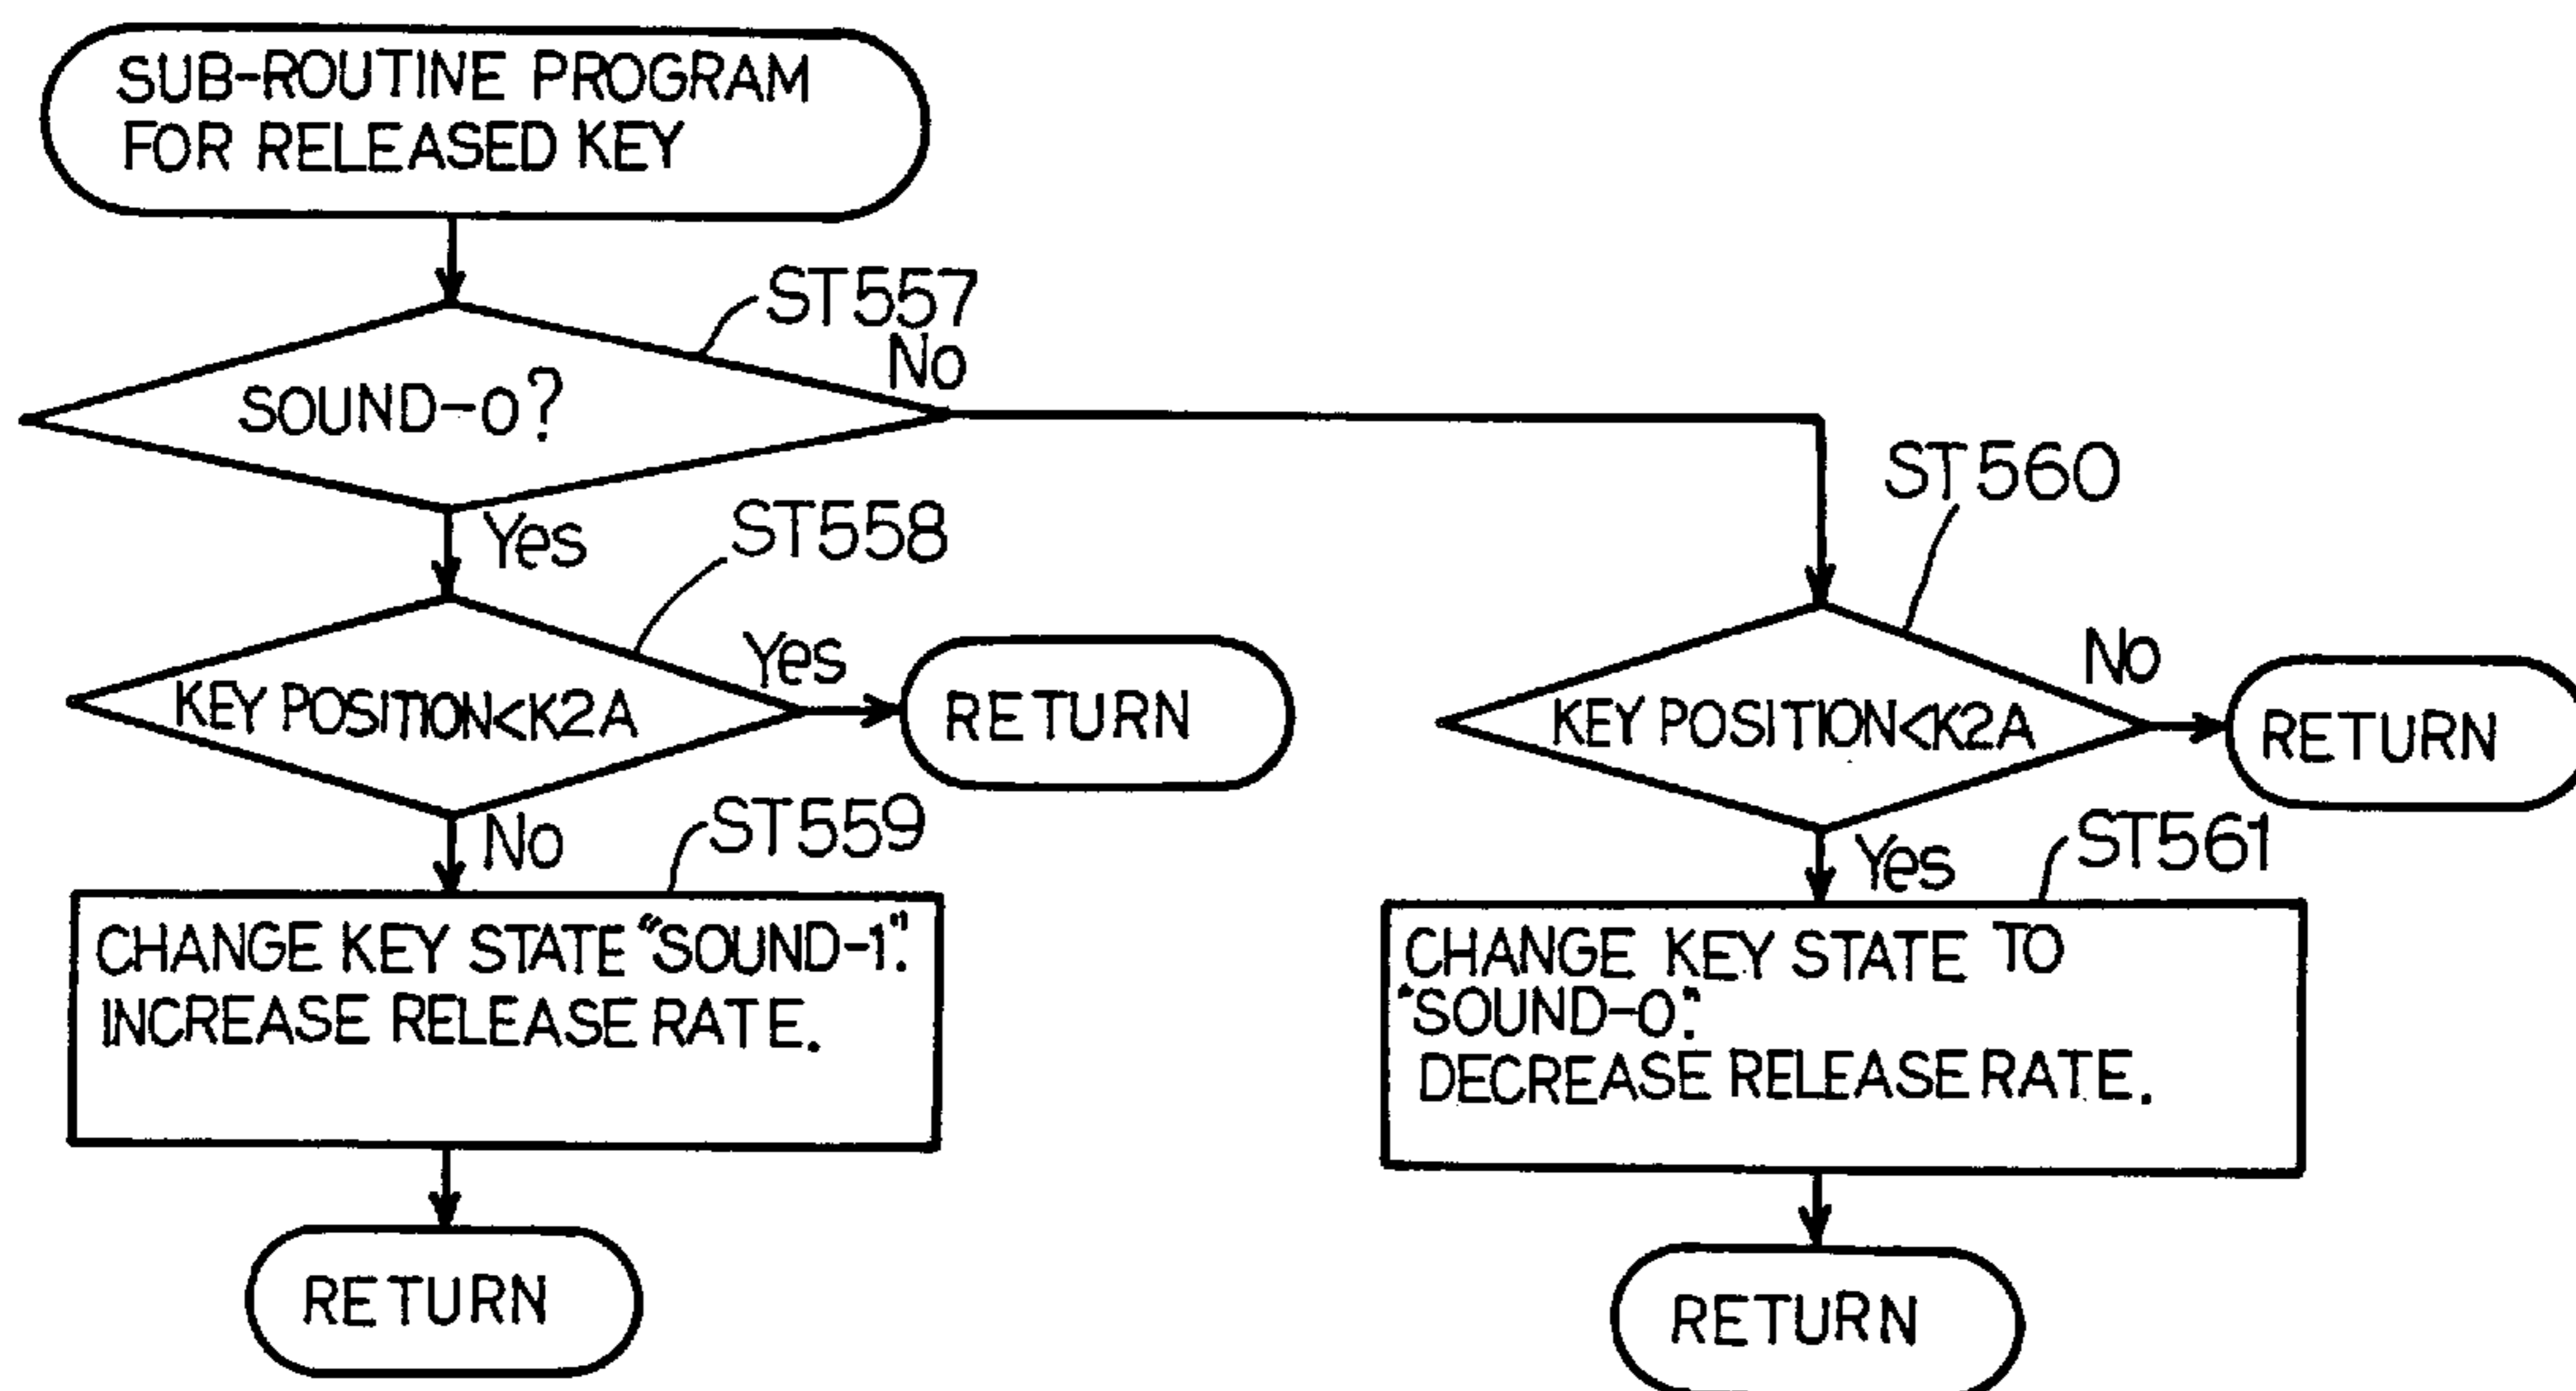 SUB-ROUTINE PROGRAM
FOR RELEASED KEY
ST557
No
SOUND-0?
Yes
ST558
KEY POSITION<K2A
Yes
RETURN
No
ST559
CHANGE KEY STATE "SOUND-1".
INCREASE RELEASE RATE.
RETURN
ST560
KEY POSITION<K2A
No
RETURN
Yes
ST561
CHANGE KEY STATE TO
"SOUND-0".
DECREASE RELEASE RATE.
RETURN